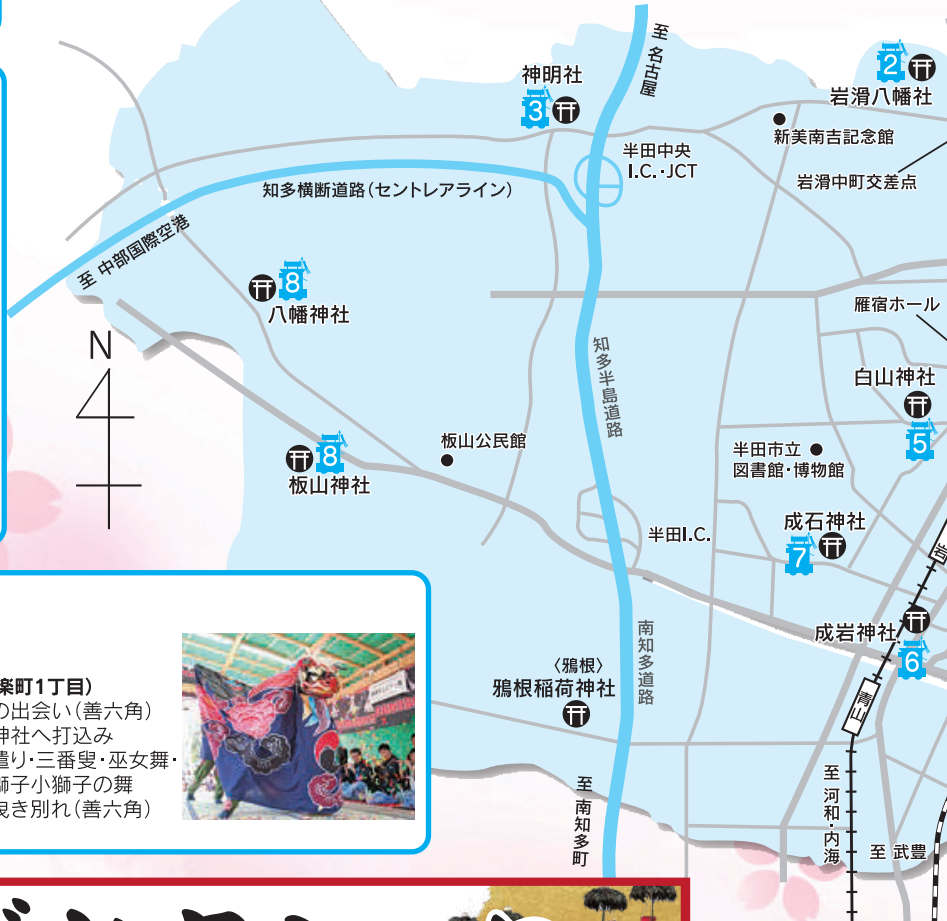 至 名古屋
神明社
3
2
岩滑八幡社
新美南吉記念館
半田中央
I.C.・JCT
岩滑中町交差点
知多横断道路(セントレアライン)
至 中部国際空港
8
八幡神社
雁宿ホール
N
知多半島道路
白山神社
5
板山公民館
半田市立
図書館・博物館
8
板山神社
半田I.C.
成石神社
7
成岩神社
6
南知多道路
〈鴉根〉
鴉根稲荷神社
青山
至 南知多町
至 河和・内海
至 武豊
楽町1丁目)
の出会い(善六角)
神社へ打込み
遣り・三番叟・巫女舞・
獅子小獅子の舞
曳き別れ(善六角)